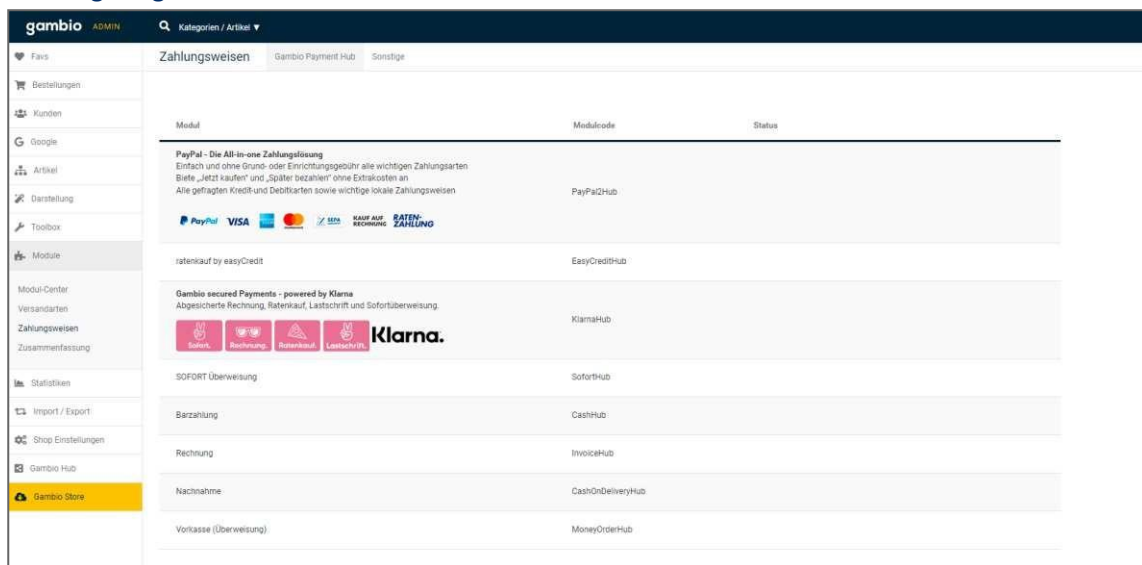 gambio ADMIN
Kategorien / Artikel ▼
Favs
Bestellungen
Kunden
Google
Artikel
Darstellung
Toolbox
Module
Modul-Center
Versandarten
Zahlungsweisen
Zusammenfassung
Statistiken
Import / Export
Shop Einstellungen
Gambio Hub
Gambio Store
Zahlungsweisen Gambio Payment Hub Sonstige
Modul Modulcode Status
PayPal - Die All-in-one Zahlungslösung
Einfach und ohne Grund- oder Einrichtungsgebühr alle wichtigen Zahlungsarten
Biete „Jetzt kaufen" und „Später bezahlen" ohne Extrakosten an
Alle gefragten Kredit-und Debitkarten sowie wichtige lokale Zahlungsweisen
PayPal2Hub
PayPal VISA SEPA KAUF AUF RECHNUNG RATEN-ZAHLUNG
ratenkauf by easyCredit EasyCreditHub
Gambio secured Payments - powered by Klarna
Abgesicherte Rechnung, Ratenkauf, Lastschrift und Sofortüberweisung.
KlarnaHub
Sofort. Rechnung. Ratenkauf. Lastschrift. Klarna.
SOFORT Überweisung SofortHub
Barzahlung CashHub
Rechnung InvoiceHub
Nachnahme CashOnDeliveryHub
Vorkasse (Überweisung) MoneyOrderHub